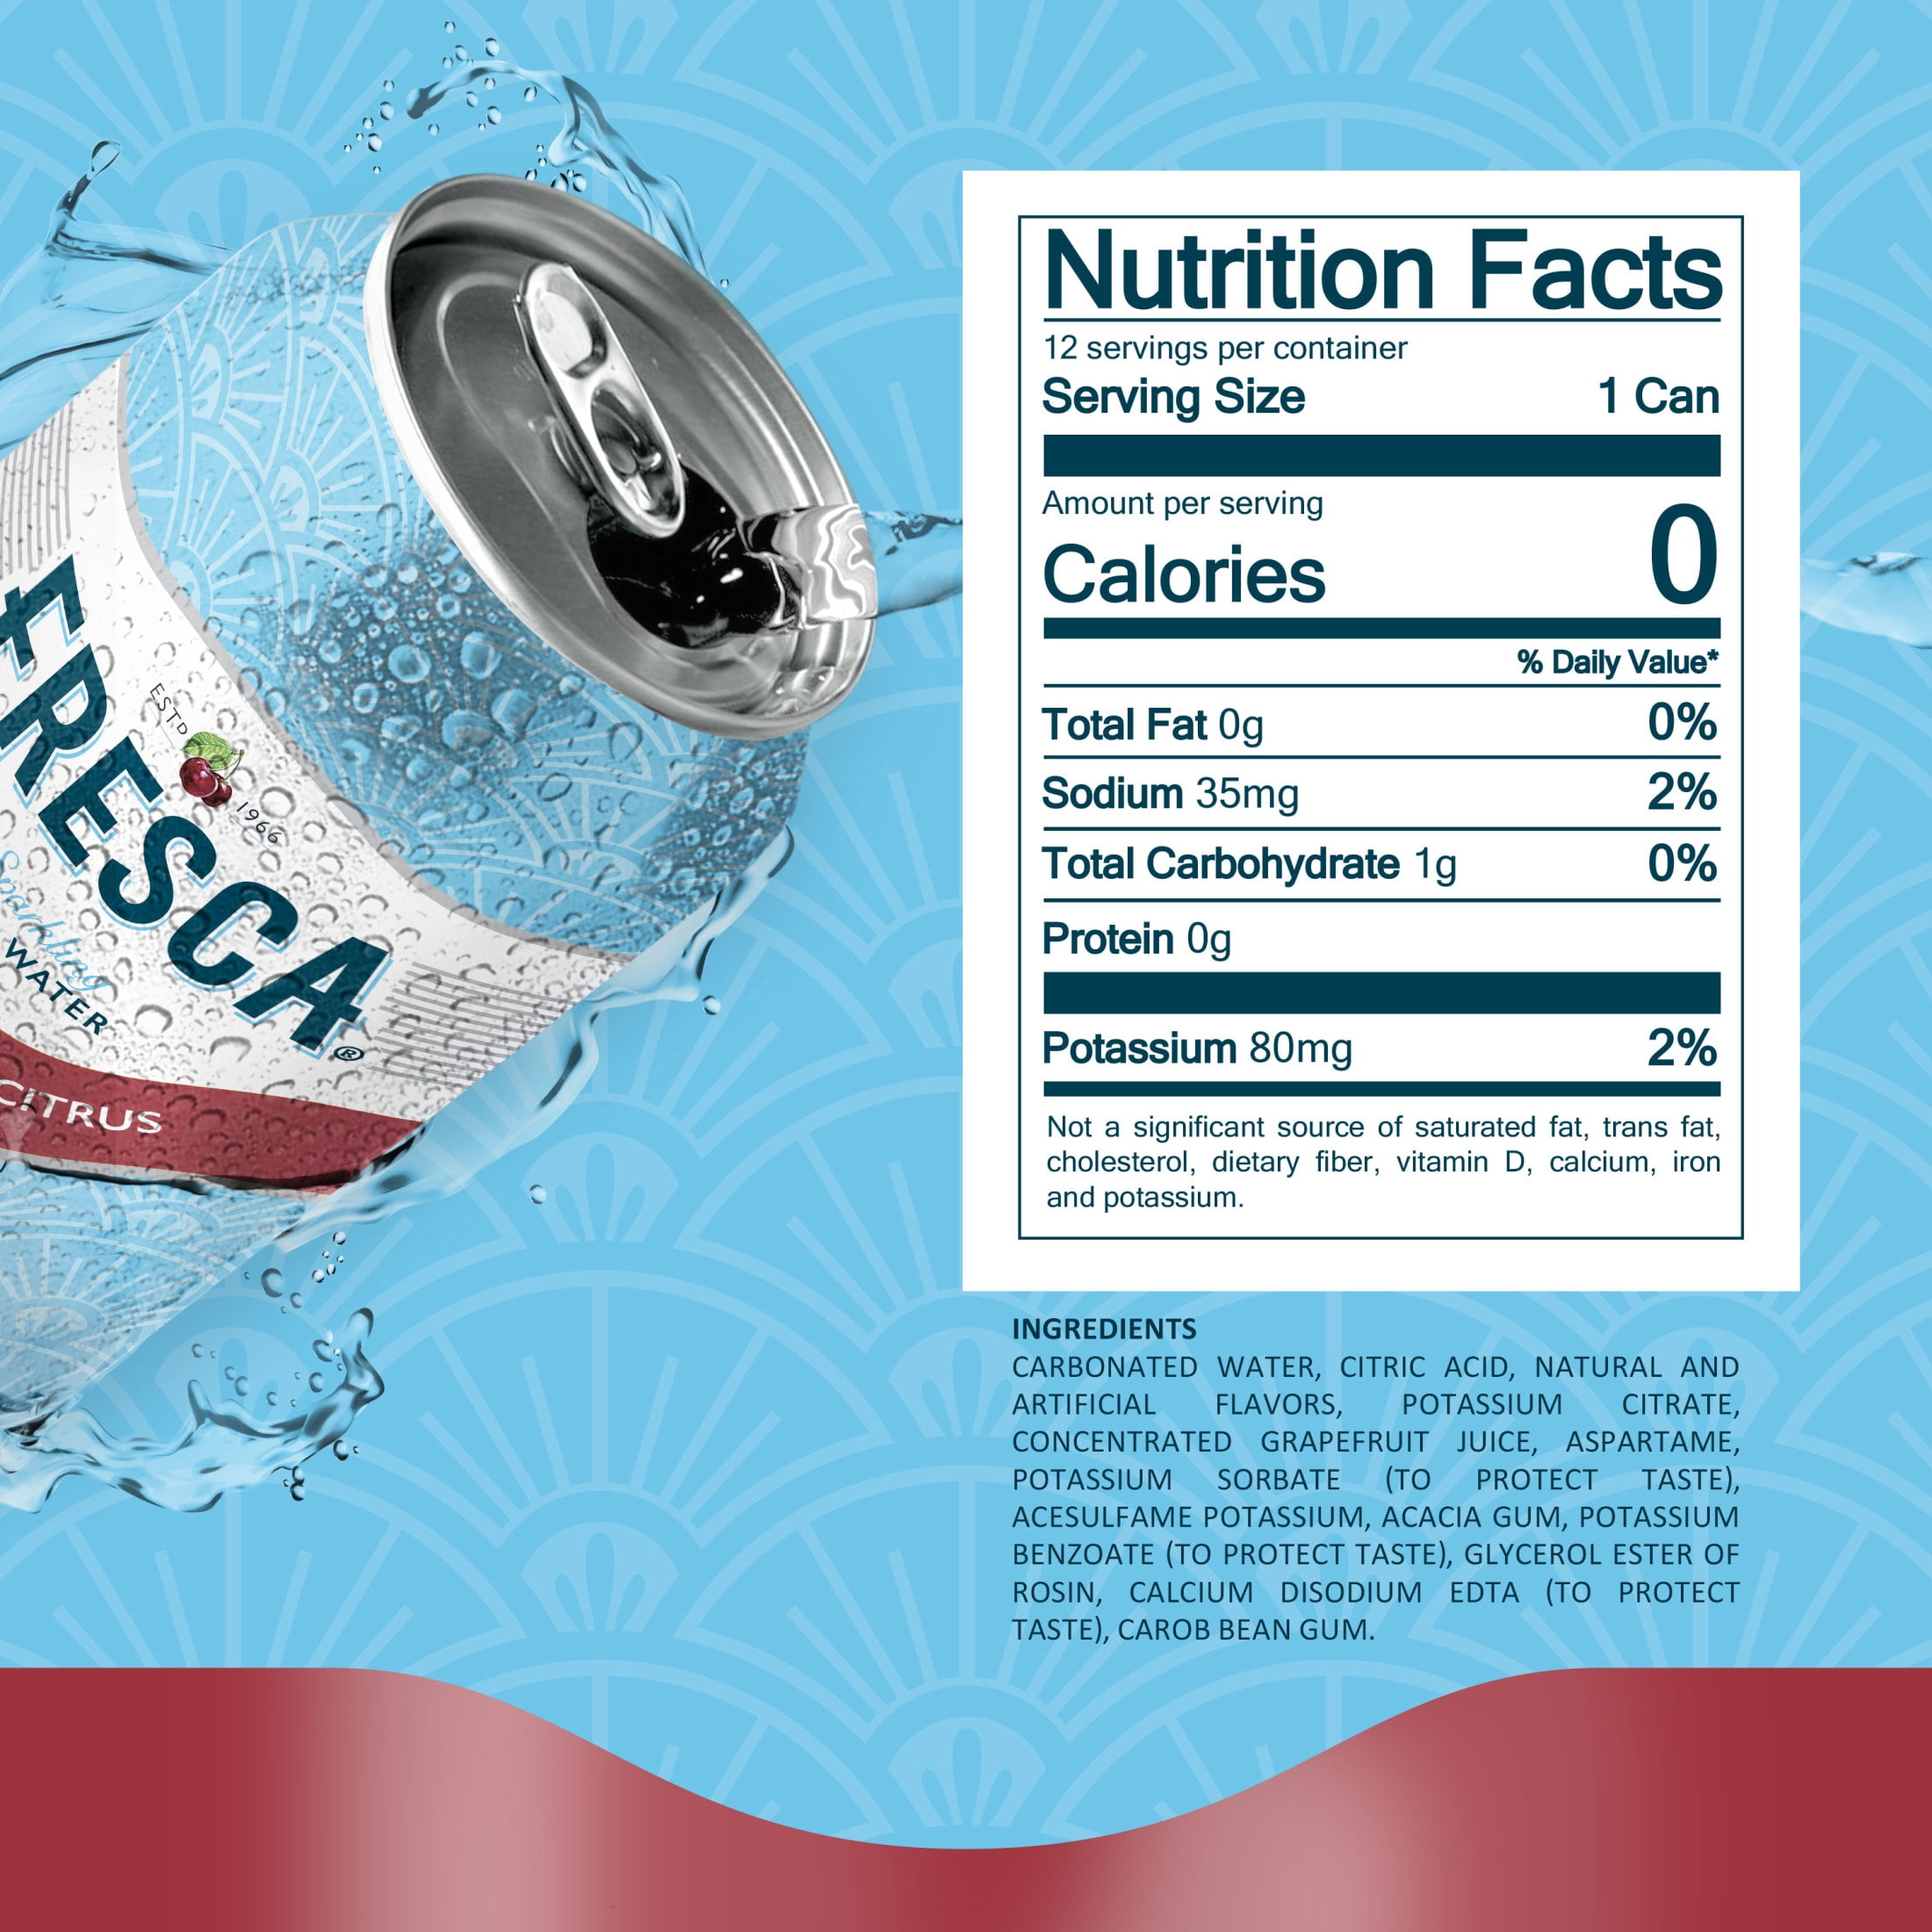 ESTD 1966
FRESCA®
Sparkling
WATER
CITRUS
Nutrition Facts
12 servings per container
Serving Size 1 Can
Amount per serving
Calories 0
% Daily Value*
Total Fat 0g 0%
Sodium 35mg 2%
Total Carbohydrate 1g 0%
Protein 0g
Potassium 80mg 2%
Not a significant source of saturated fat, trans fat,
cholesterol, dietary fiber, vitamin D, calcium, iron
and potassium.
INGREDIENTS
CARBONATED WATER, CITRIC ACID, NATURAL AND
ARTIFICIAL FLAVORS, POTASSIUM CITRATE,
CONCENTRATED GRAPEFRUIT JUICE, ASPARTAME,
POTASSIUM SORBATE (TO PROTECT TASTE),
ACESULFAME POTASSIUM, ACACIA GUM, POTASSIUM
BENZOATE (TO PROTECT TASTE), GLYCEROL ESTER OF
ROSIN, CALCIUM DISODIUM EDTA (TO PROTECT
TASTE), CAROB BEAN GUM.